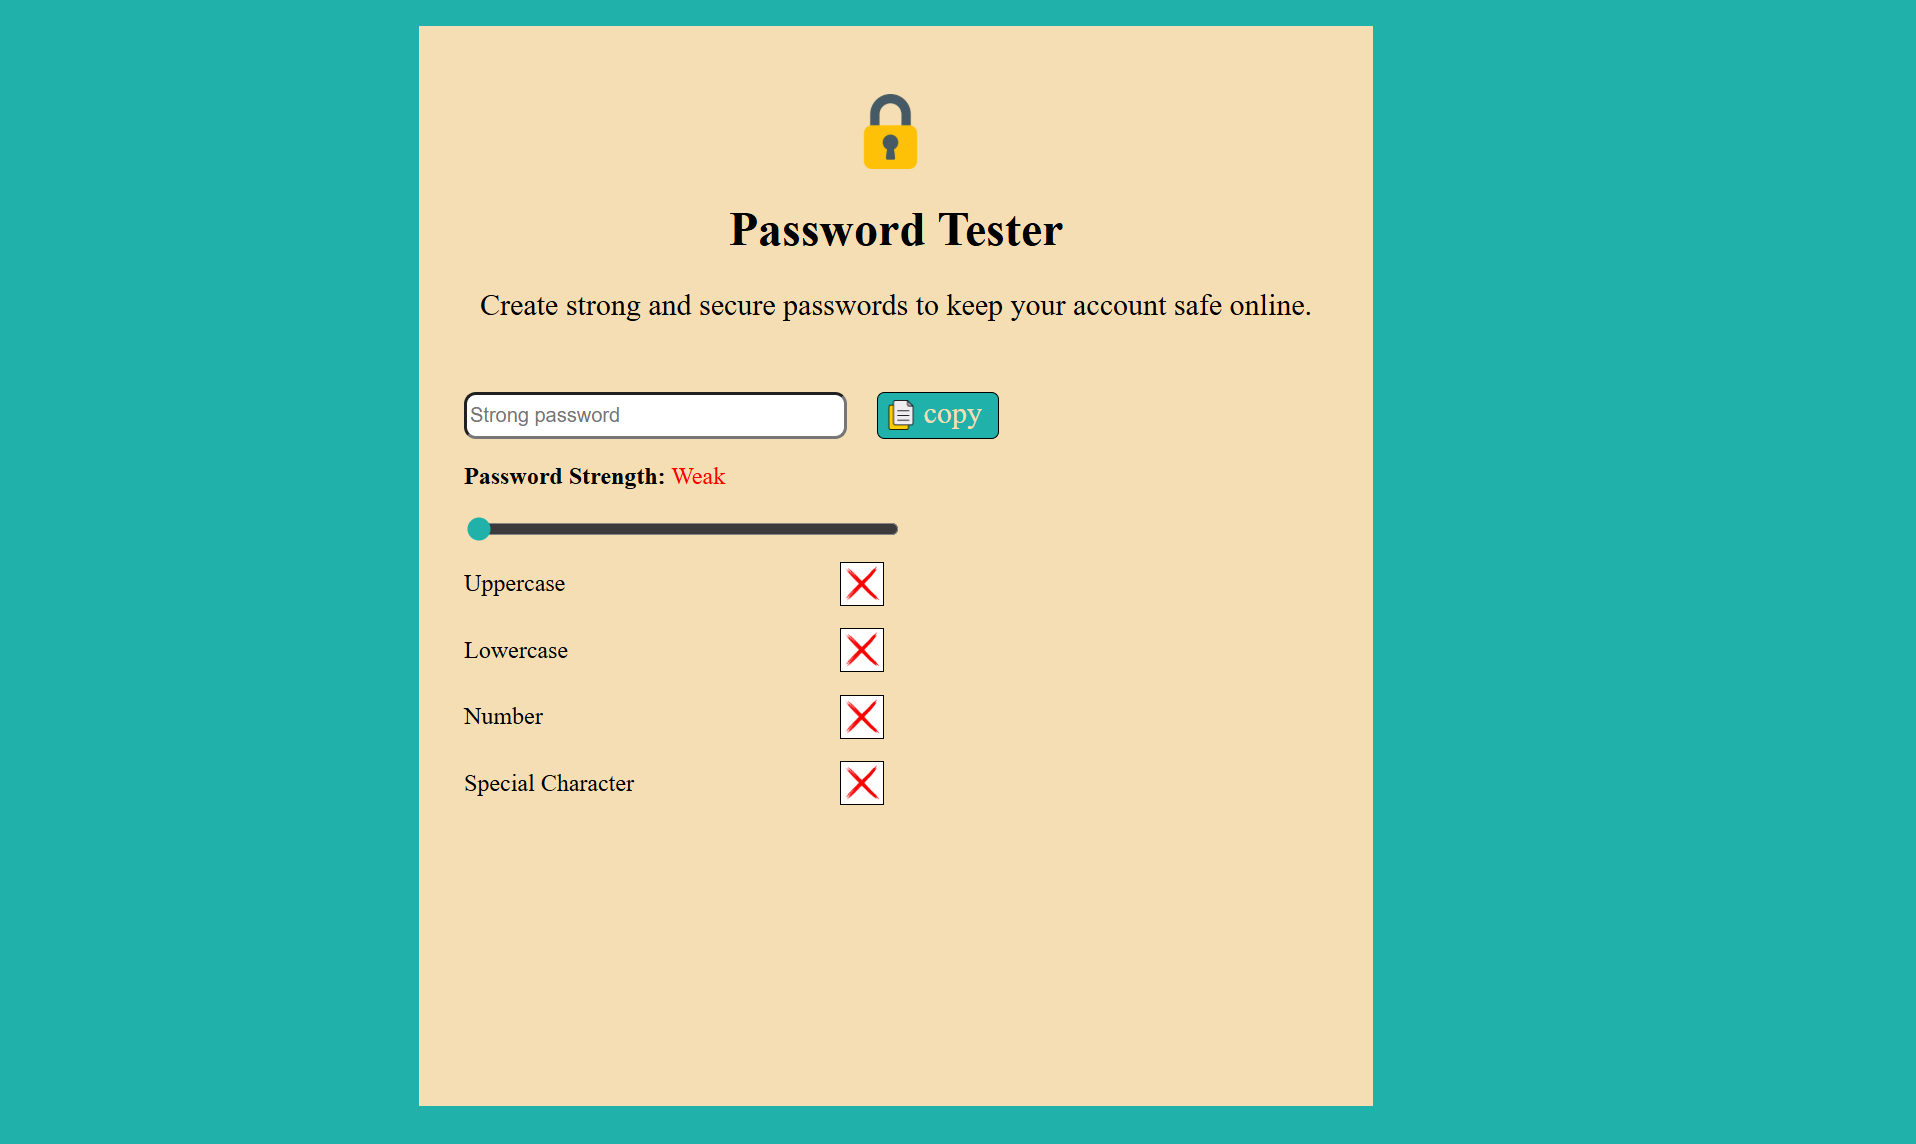 Password Tester
Create strong and secure passwords to keep your account safe online.
Strong password
copy
Password Strength: Weak
Uppercase
Lowercase
Number
Special Character